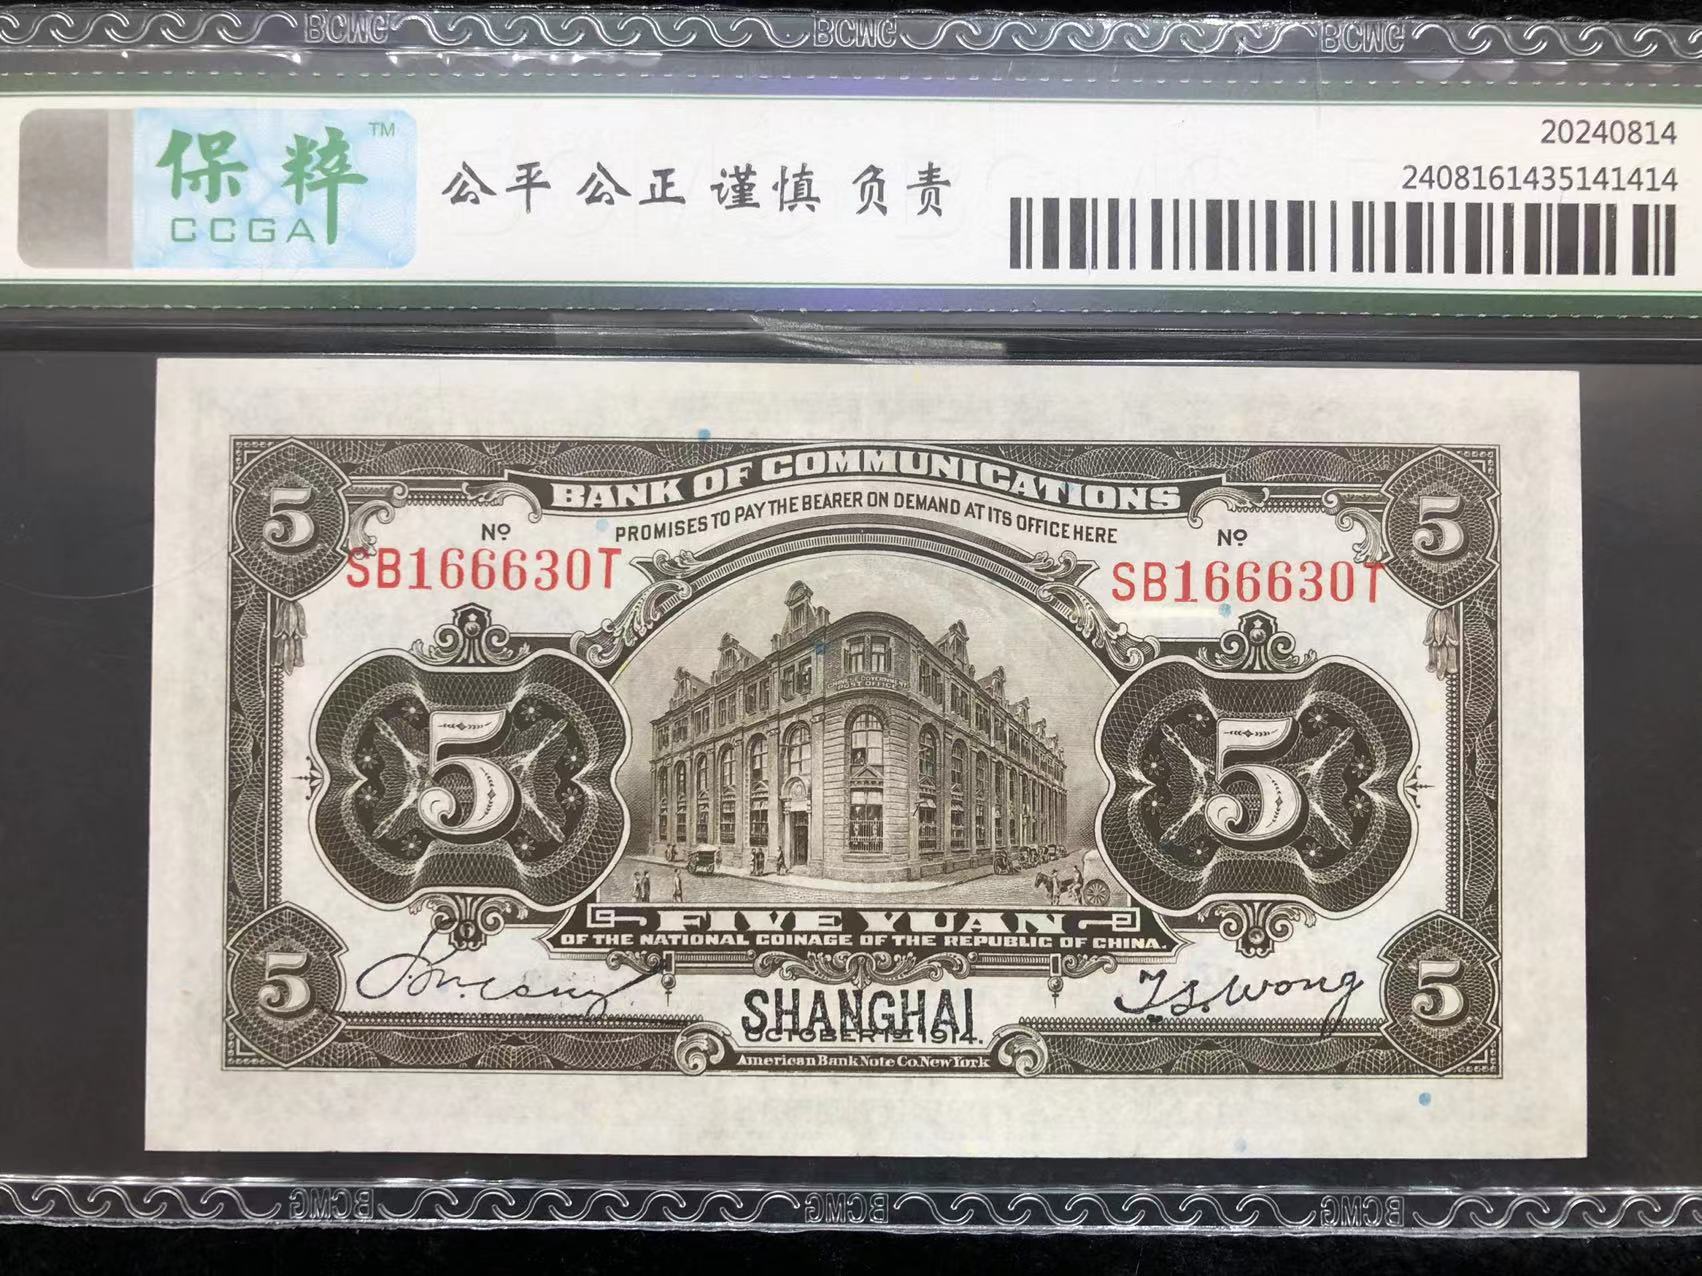 BCWG BCWG BCWG
保粹 TM
CCGA
公平 公正 谨慎 负责
20240814
2408161435141414
5 5
BANK OF COMMUNICATIONS
PROMISES TO PAY THE BEARER ON DEMAND AT ITS OFFICE HERE
Nº Nº
SB166630T SB166630T
CHINESE GOVERNMENT
POST OFFICE
5 5
FIVE YUAN
OF THE NATIONAL COINAGE OF THE REPUBLIC OF CHINA.
T.S. Wong
5 5
SHANGHAI
OCTOBER 1ST 1914.
American Bank Note Co. New York
BCWG BCWG BCWG